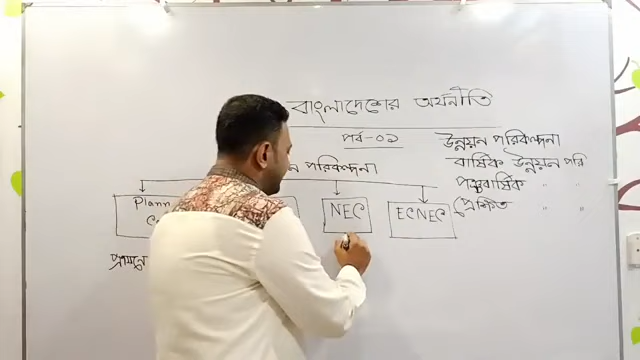 বাংলাদেশের অর্থনীতি
পর্ব-০১
উন্নয়ন পরিকল্পনা
বার্ষিক উন্নয়ন পরি
পঞ্চবার্ষিক " "
প্রেক্ষিত " "
ন পরিকল্পনা
Plann
NEC
ECNEC